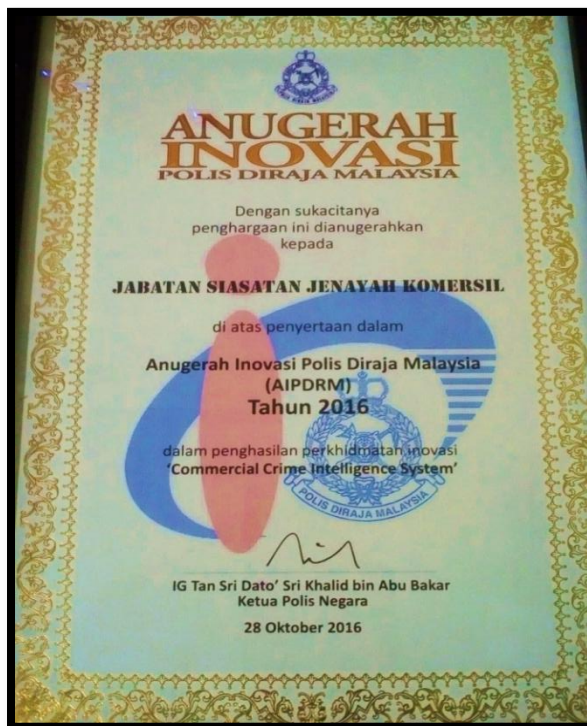 ANUGERAH
INOVASI
POLIS DIRAJA MALAYSIA
Dengan sukacitanya
penghargaan ini dianugerahkan
kepada
JABATAN SIASATAN JENAYAH KOMERSIL
di atas penyertaan dalam
Anugerah Inovasi Polis Diraja Malaysia
(AIPDRM)
Tahun 2016
dalam penghasilan perkhidmatan inovasi
'Commercial Crime Intelligence System'
POLIS DIRAJA MALAYSIA
IG Tan Sri Dato' Sri Khalid bin Abu Bakar
Ketua Polis Negara
28 Oktober 2016